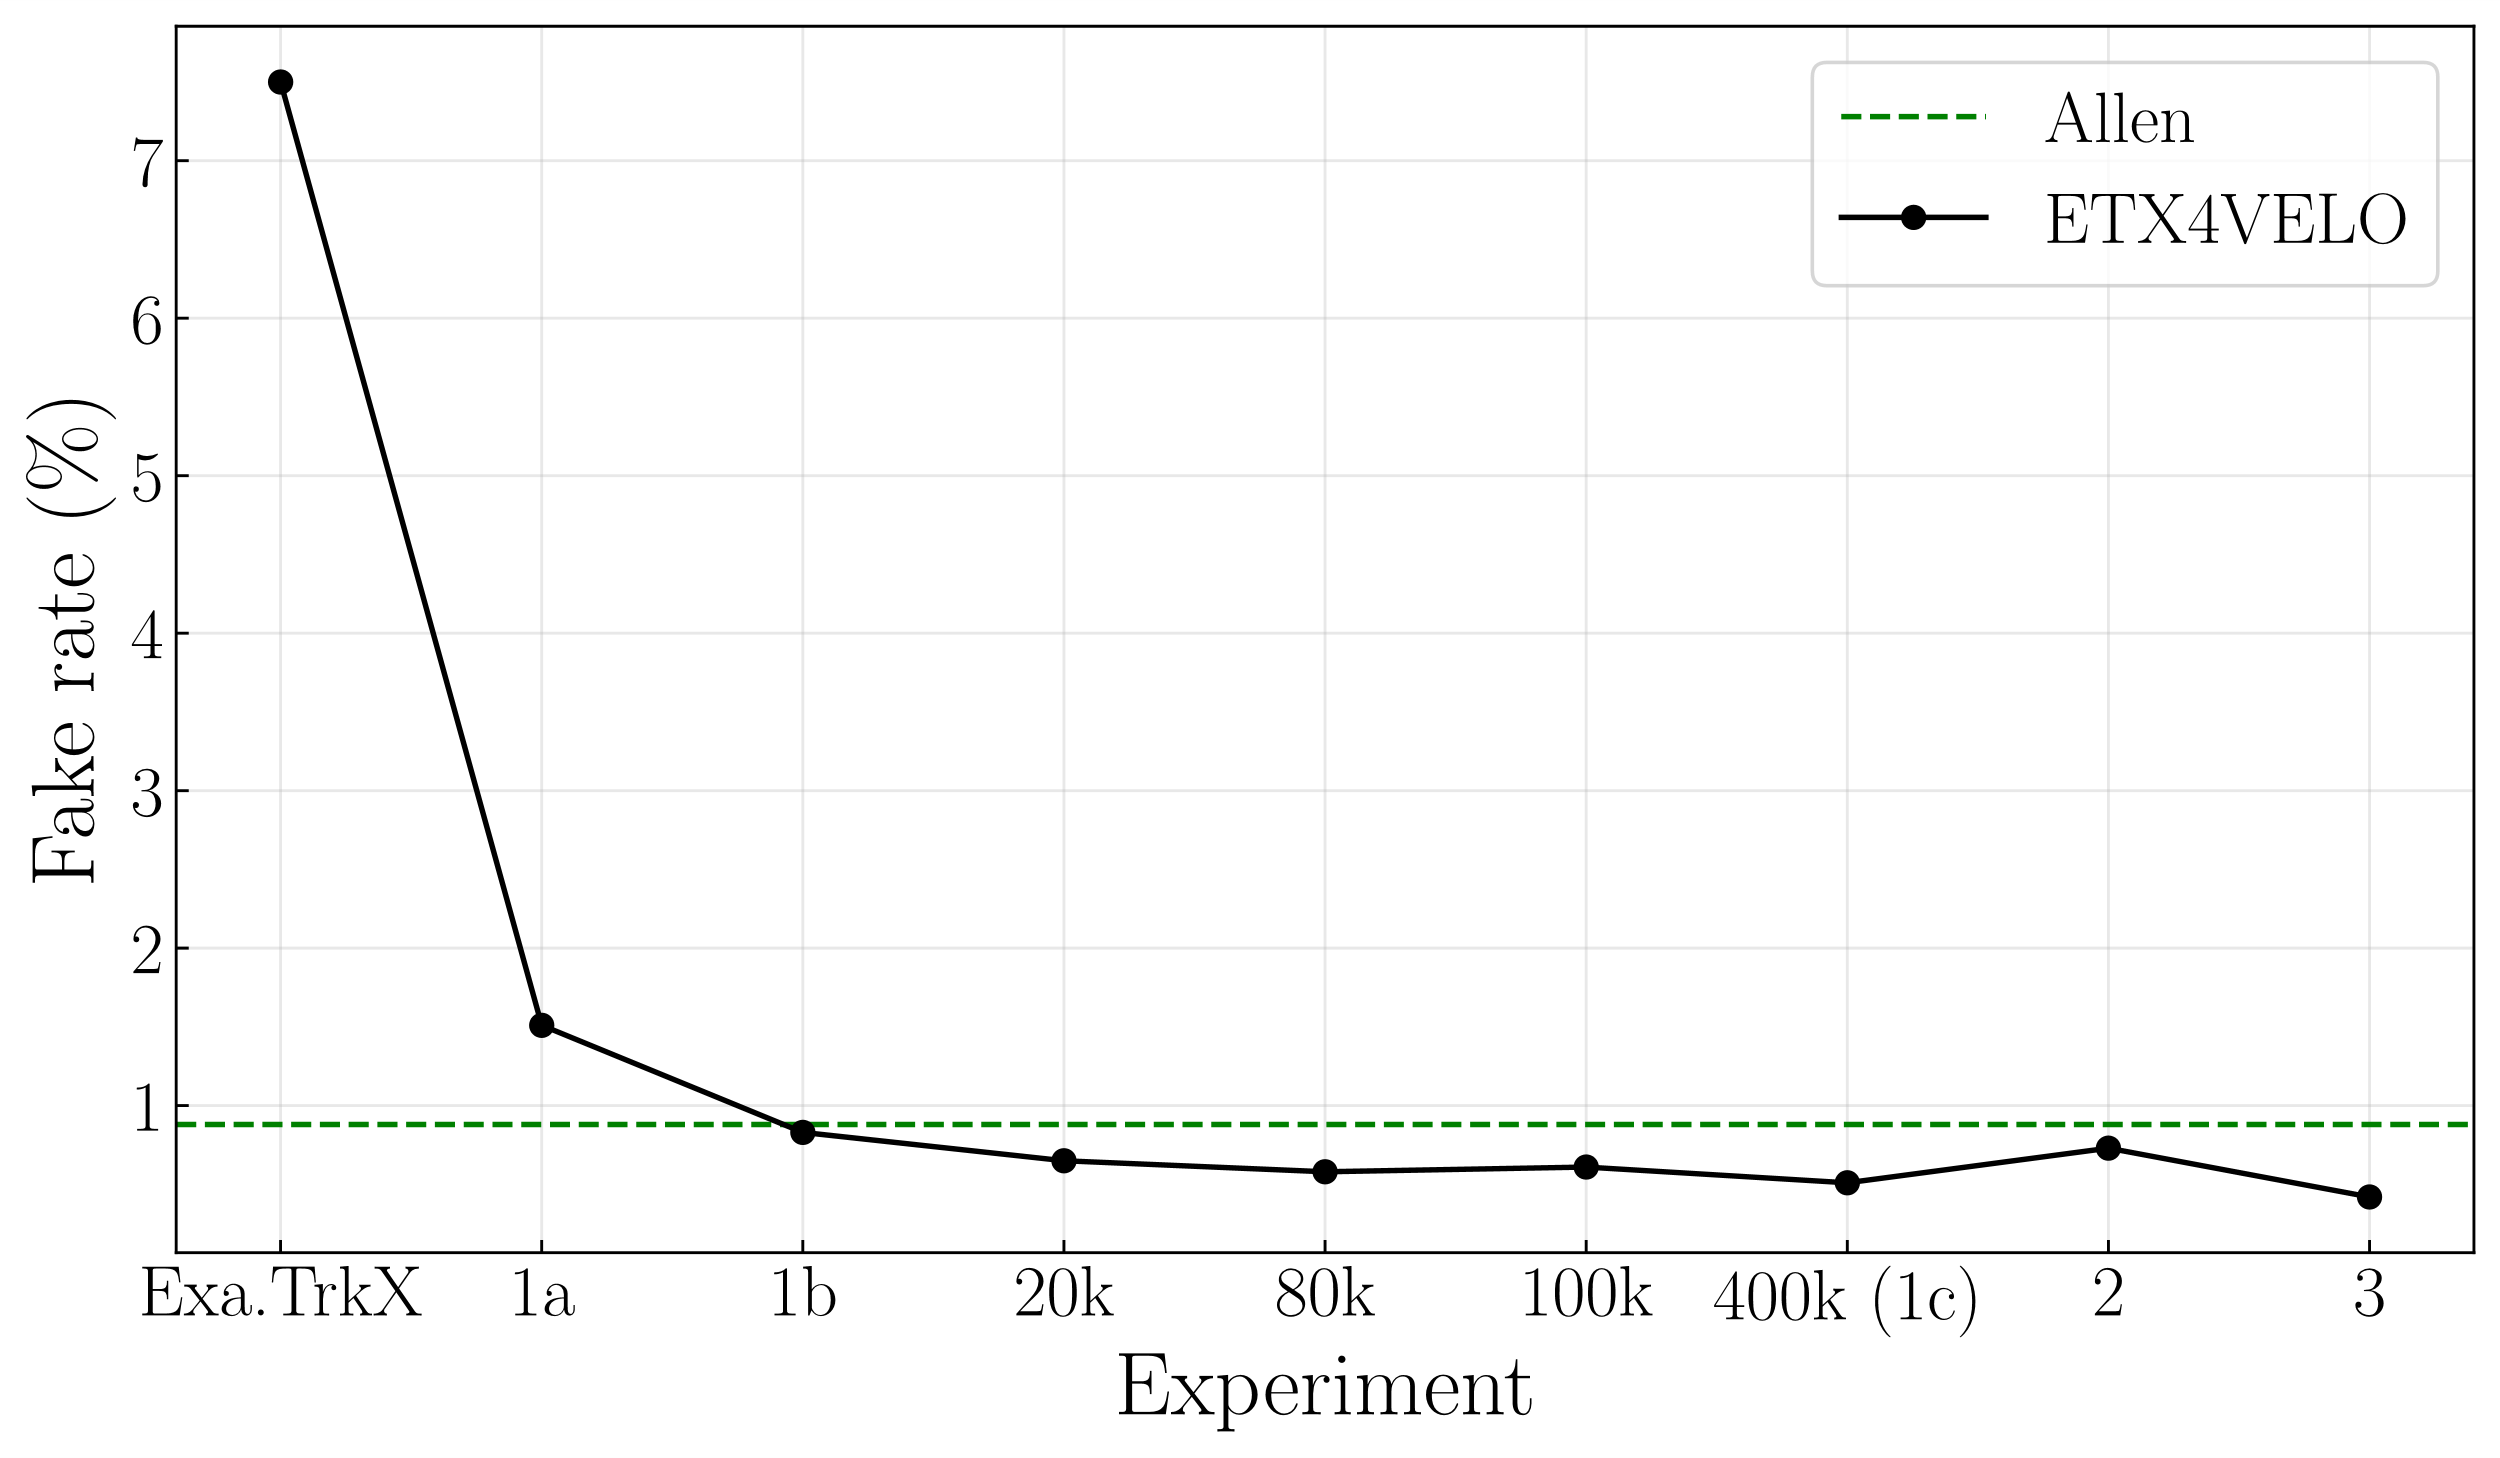 Allen
ETX4VELO
Fake rate (%)
7
6
5
4
3
2
1
Exa.TrkX 1a 1b 20k 80k 100k 400k (1c) 2 3
Experiment